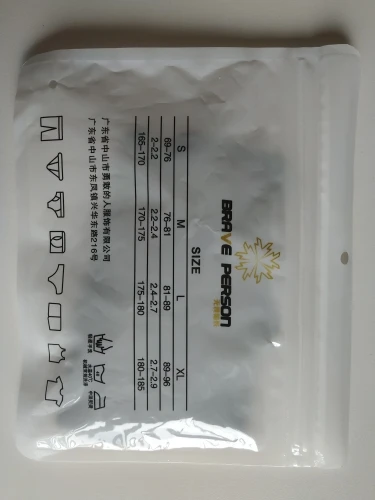 BRAVE PERSON
SIZE
S M L XL
69-76 76-81 81-89 89-96
2-2.2 2.2-2.4 2.4-2.7 2.7-2.9
165-170 170-175 175-180 180-185
广东省中山市勇敢的人服饰有限公司
广东省中山市东凤镇兴华东路216号